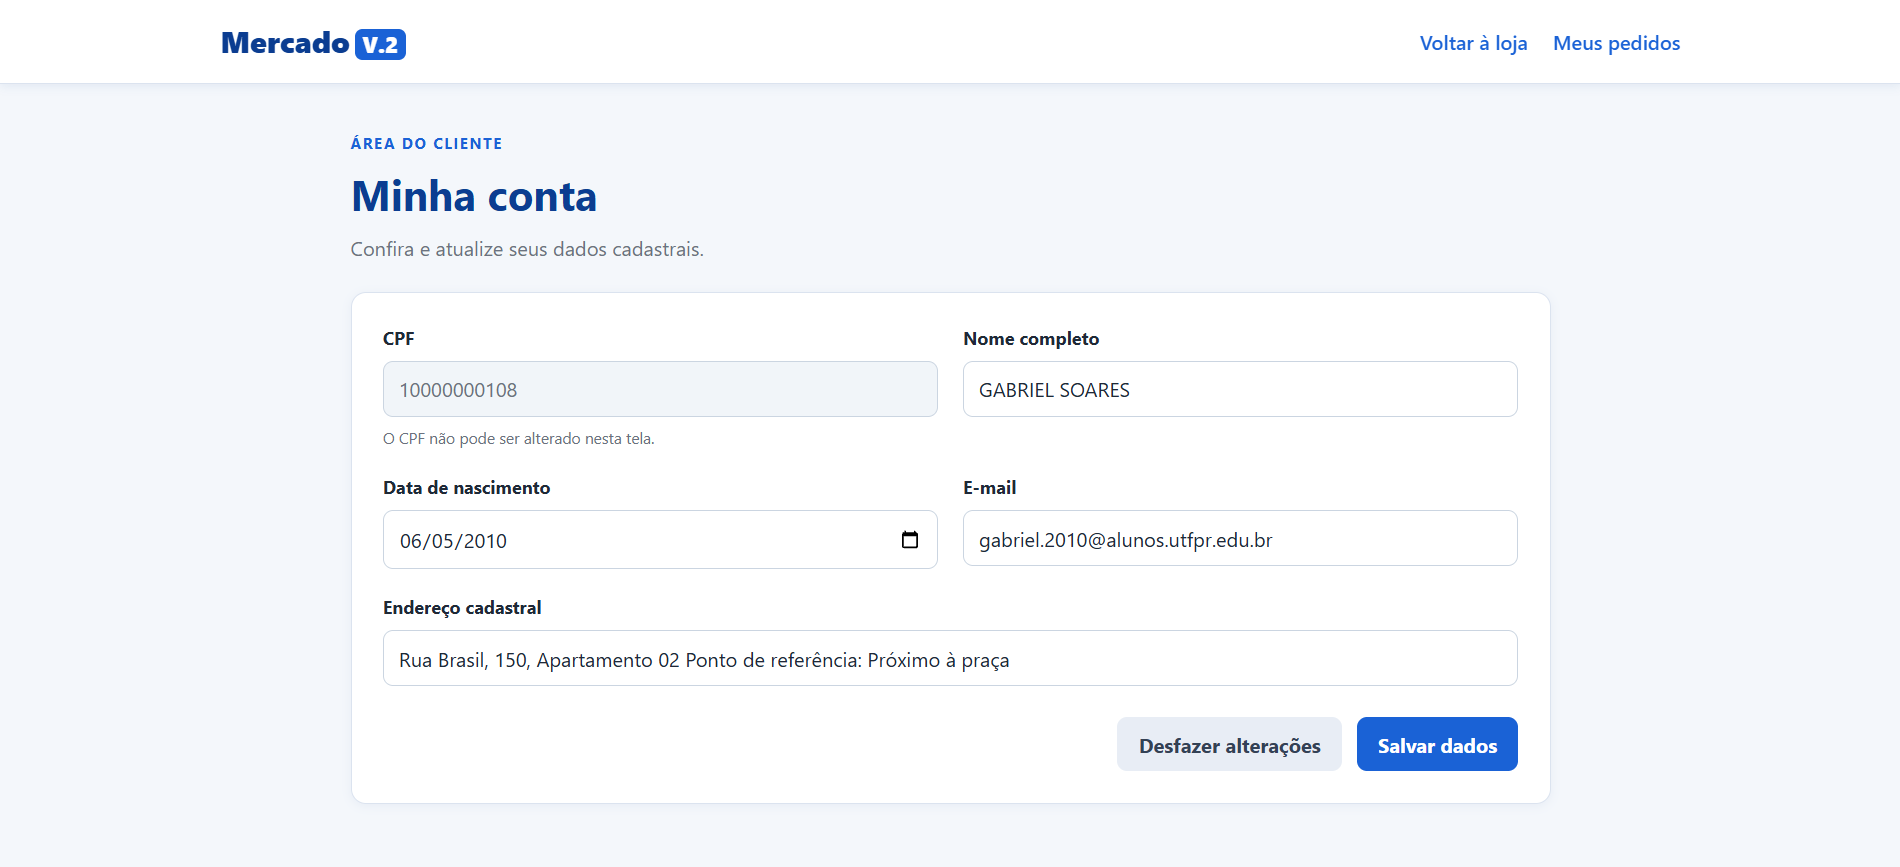 Mercado V.2
Voltar à loja Meus pedidos
ÁREA DO CLIENTE
Minha conta
Confira e atualize seus dados cadastrais.
CPF
10000000108
O CPF não pode ser alterado nesta tela.
Nome completo
GABRIEL SOARES
Data de nascimento
06/05/2010
E-mail
gabriel.2010@alunos.utfpr.edu.br
Endereço cadastral
Rua Brasil, 150, Apartamento 02 Ponto de referência: Próximo à praça
Desfazer alterações Salvar dados